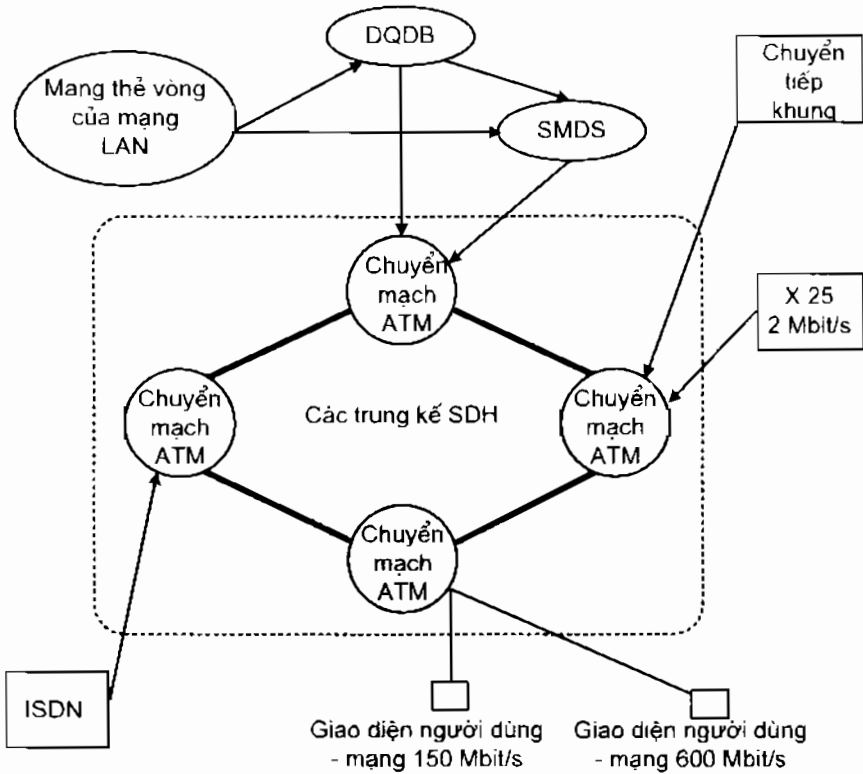 DQDB
Chuyển
tiếp
khung
Mang thẻ vòng
của mạng
LAN
SMDS
Chuyển
mạch
ATM
X 25
2 Mbit/s
Chuyển
mạch
ATM
Các trung kế SDH
Chuyển
mạch
ATM
Chuyển
mạch
ATM
ISDN
Giao diện người dùng
- mạng 150 Mbit/s
Giao diện người dùng
- mạng 600 Mbit/s